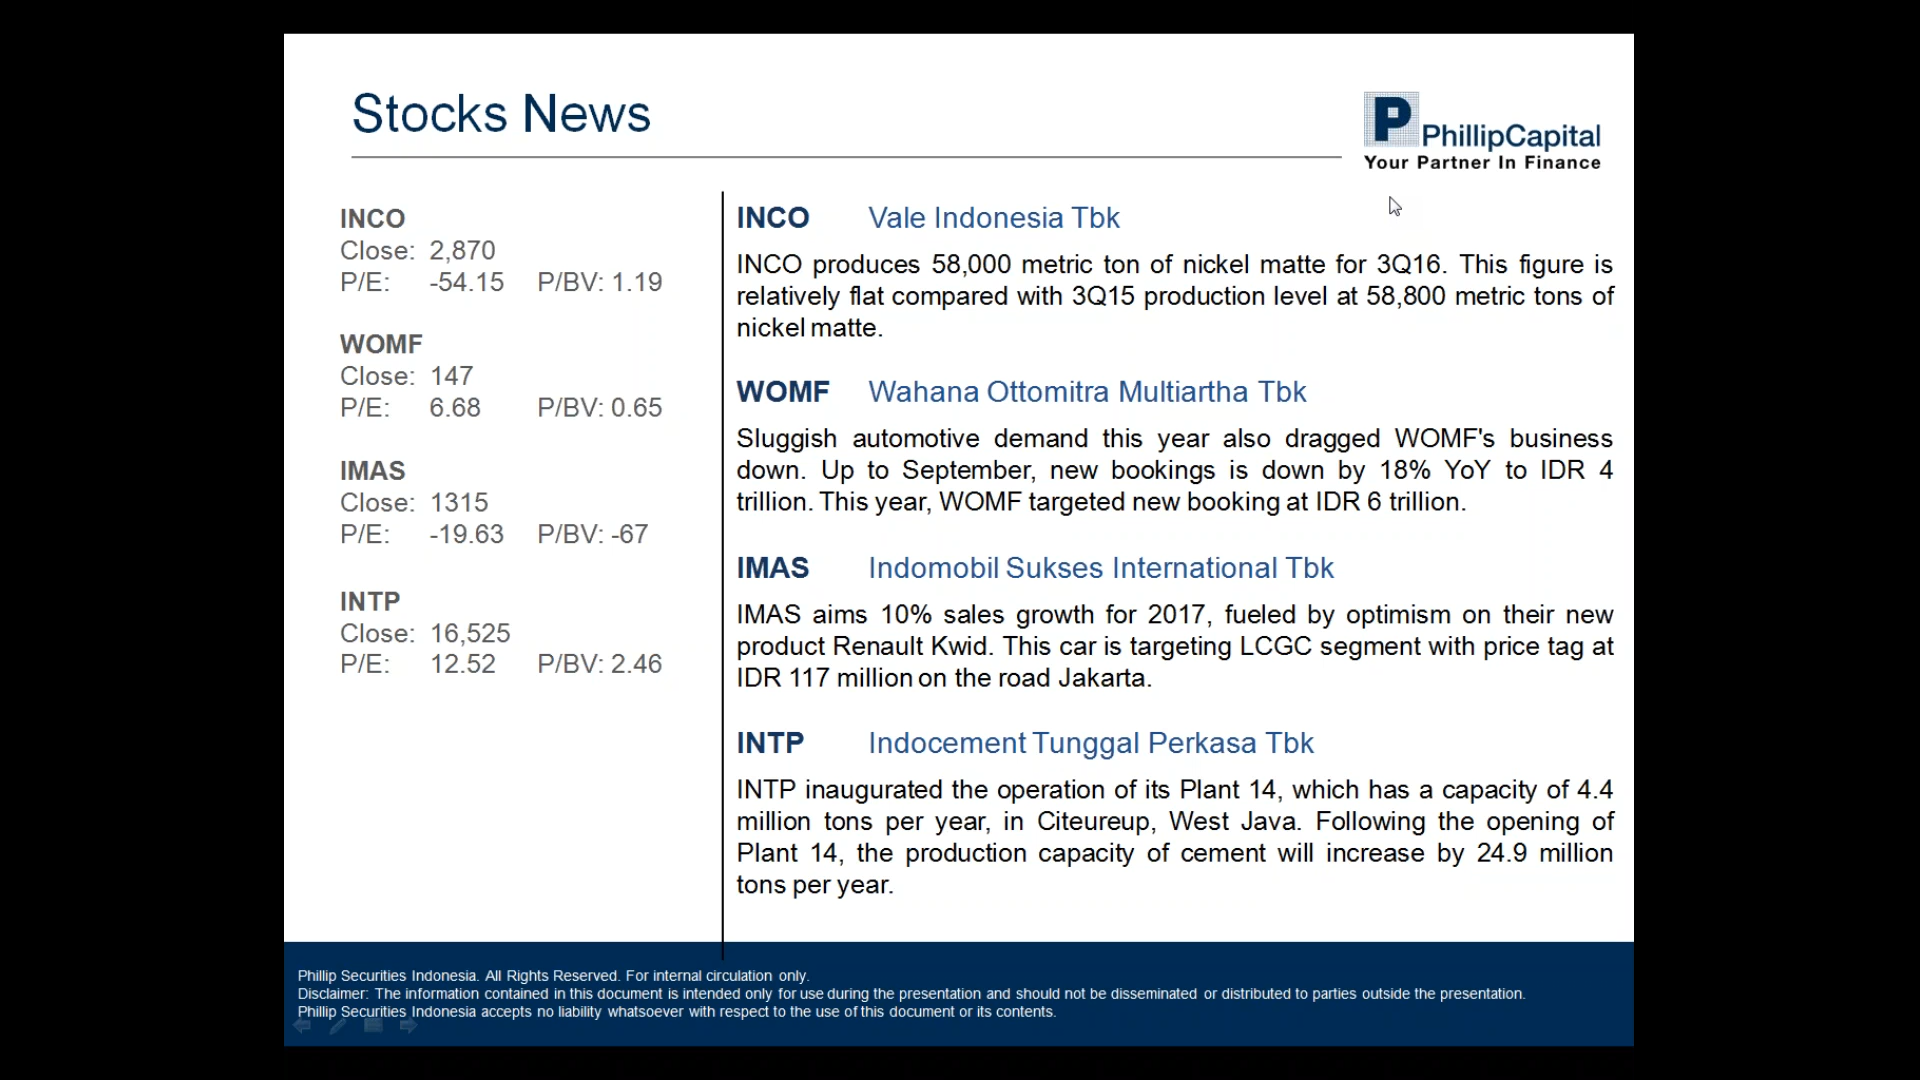 Stocks News
P
PhillipCapital
Your Partner In Finance
INCO
Close: 2,870
P/E: -54.15 P/BV: 1.19
WOMF
Close: 147
P/E: 6.68 P/BV: 0.65
IMAS
Close: 1315
P/E: -19.63 P/BV: -67
INTP
Close: 16,525
P/E: 12.52 P/BV: 2.46
INCO Vale Indonesia Tbk
INCO produces 58,000 metric ton of nickel matte for 3Q16. This figure is
relatively flat compared with 3Q15 production level at 58,800 metric tons of
nickel matte.
WOMF Wahana Ottomitra Multiartha Tbk
Sluggish automotive demand this year also dragged WOMF's business
down. Up to September, new bookings is down by 18% YoY to IDR 4
trillion. This year, WOMF targeted new booking at IDR 6 trillion.
IMAS Indomobil Sukses International Tbk
IMAS aims 10% sales growth for 2017, fueled by optimism on their new
product Renault Kwid. This car is targeting LCGC segment with price tag at
IDR 117 million on the road Jakarta.
INTP Indocement Tunggal Perkasa Tbk
INTP inaugurated the operation of its Plant 14, which has a capacity of 4.4
million tons per year, in Citeureup, West Java. Following the opening of
Plant 14, the production capacity of cement will increase by 24.9 million
tons per year.
Phillip Securities Indonesia. All Rights Reserved. For internal circulation only.
Disclaimer: The information contained in this document is intended only for use during the presentation and should not be disseminated or distributed to parties outside the presentation.
Phillip Securities Indonesia accepts no liability whatsoever with respect to the use of this document or its contents.